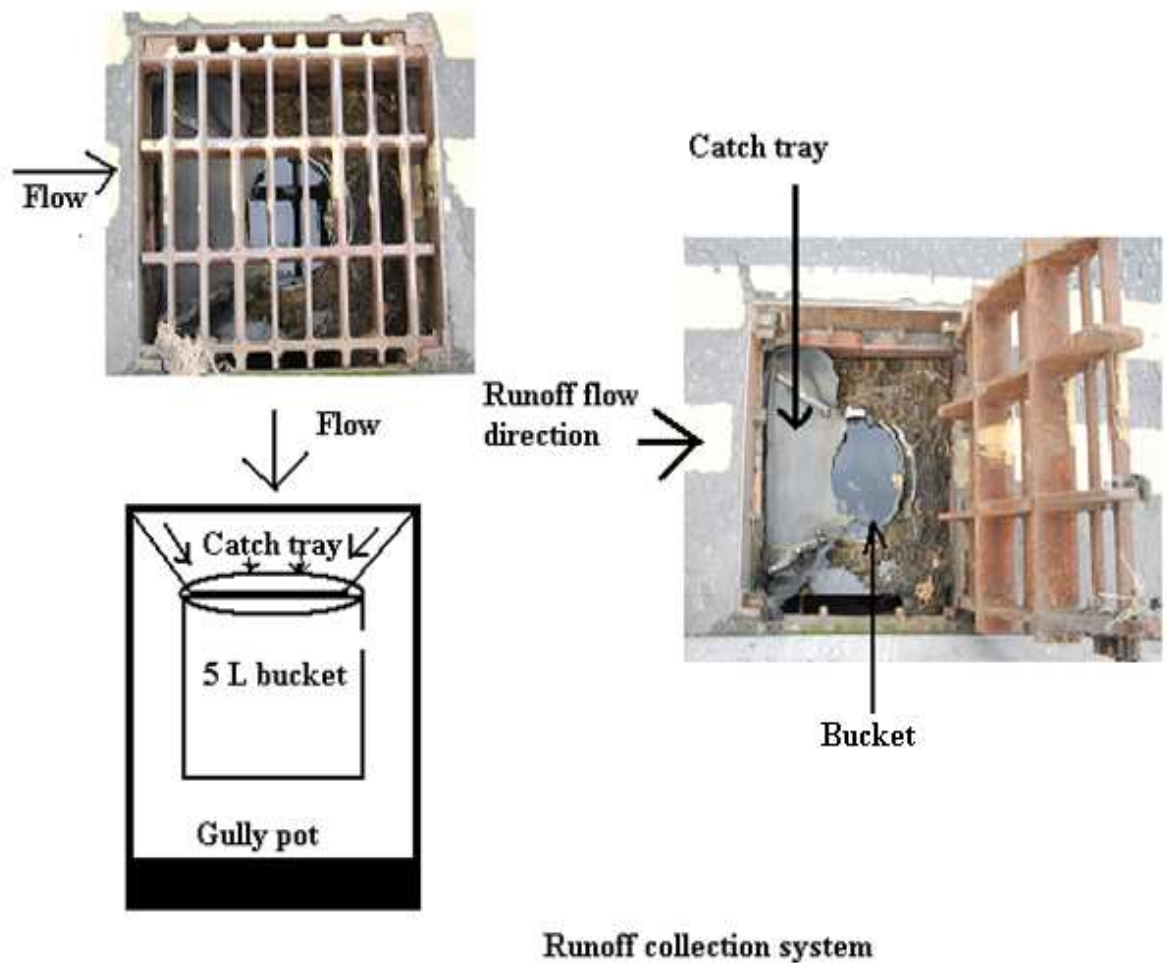 Flow
Catch tray
Flow
Runoff flow
direction
Catch tray
5 L bucket
Bucket
Gully pot
Runoff collection system